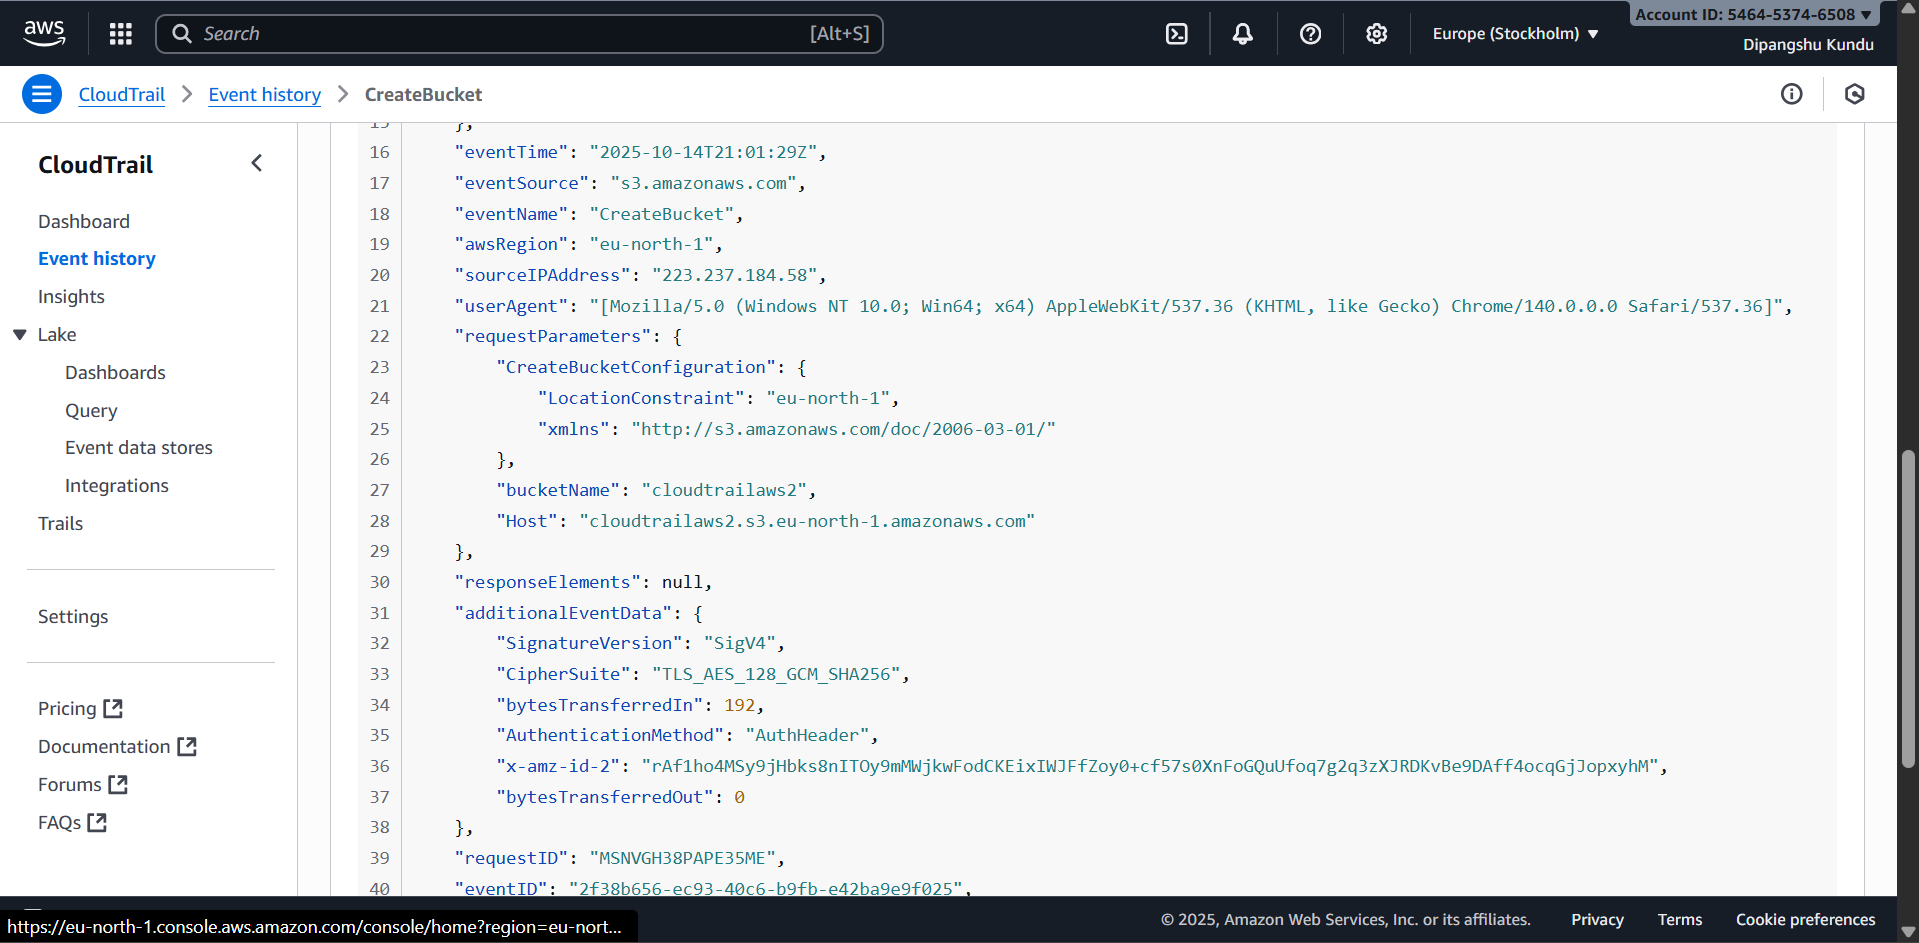 aws
Search
[Alt+S]
Europe (Stockholm) ▼
Account ID: 5464-5374-6508 ▼
Dipangshu Kundu
CloudTrail > Event history > CreateBucket
CloudTrail
Dashboard
Event history
Insights
Lake
Dashboards
Query
Event data stores
Integrations
Trails
Settings
Pricing
Documentation
Forums
FAQs
15 },
16 "eventTime": "2025-10-14T21:01:29Z",
17 "eventSource": "s3.amazonaws.com",
18 "eventName": "CreateBucket",
19 "awsRegion": "eu-north-1",
20 "sourceIPAddress": "223.237.184.58",
21 "userAgent": "[Mozilla/5.0 (Windows NT 10.0; Win64; x64) AppleWebKit/537.36 (KHTML, like Gecko) Chrome/140.0.0.0 Safari/537.36]",
22 "requestParameters": {
23 "CreateBucketConfiguration": {
24 "LocationConstraint": "eu-north-1",
25 "xmlns": "http://s3.amazonaws.com/doc/2006-03-01/"
26 },
27 "bucketName": "cloudtrailaws2",
28 "Host": "cloudtrailaws2.s3.eu-north-1.amazonaws.com"
29 },
30 "responseElements": null,
31 "additionalEventData": {
32 "SignatureVersion": "SigV4",
33 "CipherSuite": "TLS_AES_128_GCM_SHA256",
34 "bytesTransferredIn": 192,
35 "AuthenticationMethod": "AuthHeader",
36 "x-amz-id-2": "rAf1ho4MSy9jHbks8nITOy9mMWjkwFodCKEixIWJFfZoy0+cf57s0XnFoGQuUfoq7g2q3zXJRDKvBe9DAff4ocqGjJopxyhM",
37 "bytesTransferredOut": 0
38 },
39 "requestID": "MSNVGH38PAPE35ME",
40 "eventID": "2f38b656-ec93-40c6-b9fb-e42ba9e9f025",
https://eu-north-1.console.aws.amazon.com/console/home?region=eu-nort...
© 2025, Amazon Web Services, Inc. or its affiliates.
Privacy
Terms
Cookie preferences